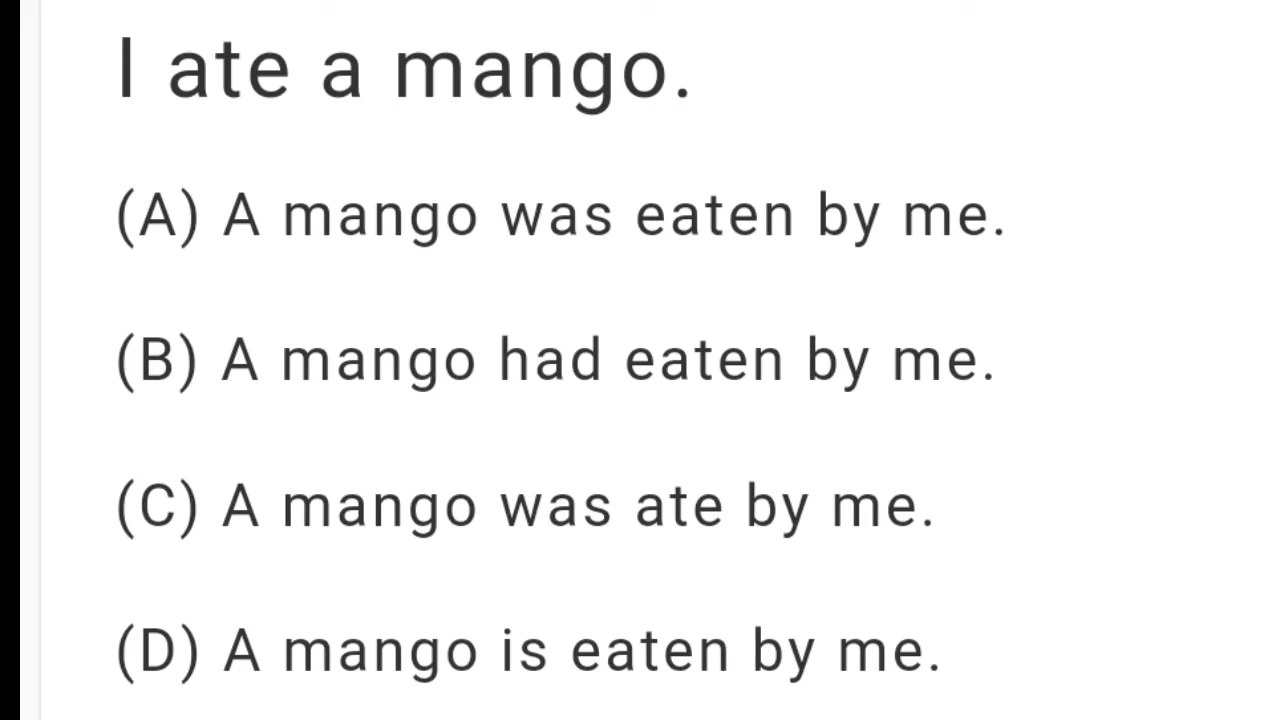 I ate a mango.
(A) A mango was eaten by me.
(B) A mango had eaten by me.
(C) A mango was ate by me.
(D) A mango is eaten by me.